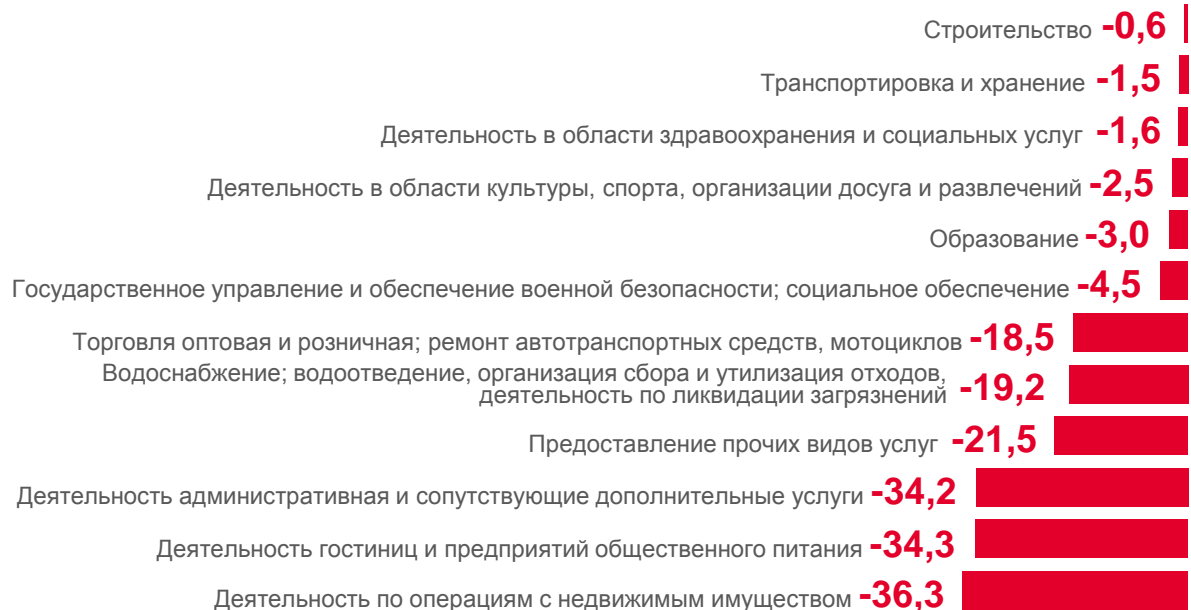 Строительство -0,6
Транспортировка и хранение -1,5
Деятельность в области здравоохранения и социальных услуг -1,6
Деятельность в области культуры, спорта, организации досуга и развлечений -2,5
Образование -3,0
Государственное управление и обеспечение военной безопасности; социальное обеспечение -4,5
Торговля оптовая и розничная; ремонт автотранспортных средств, мотоциклов -18,5
Водоснабжение; водоотведение, организация сбора и утилизация отходов,
деятельность по ликвидации загрязнений -19,2
Предоставление прочих видов услуг -21,5
Деятельность административная и сопутствующие дополнительные услуги -34,2
Деятельность гостиниц и предприятий общественного питания -34,3
Деятельность по операциям с недвижимым имуществом -36,3